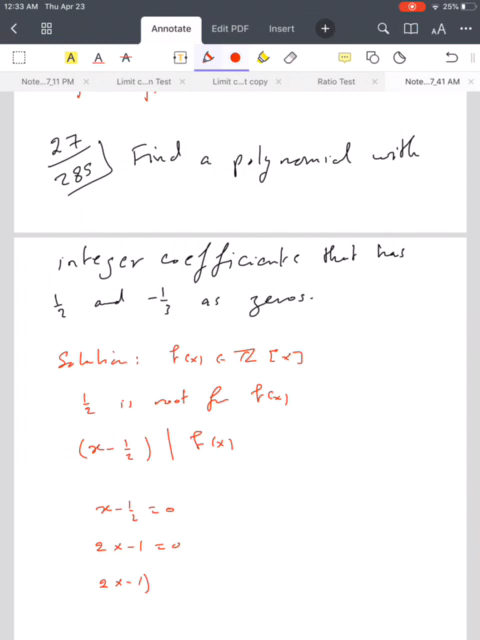 12:33 AM Thu Apr 23
25%
Annotate Edit PDF Insert
Note...7_11 PM Limit c...n Test Limit c...t copy Ratio Test Note...7_41 AM
27/285) Find a polynomial with
integer coefficients that has
1/2 and -1/3 as zeros.
Solution: f(x) ∈ ℤ[x]
1/2 is root for f(x)
(x - 1/2) | f(x)
x - 1/2 = 0
2x - 1 = 0
2x - 1)